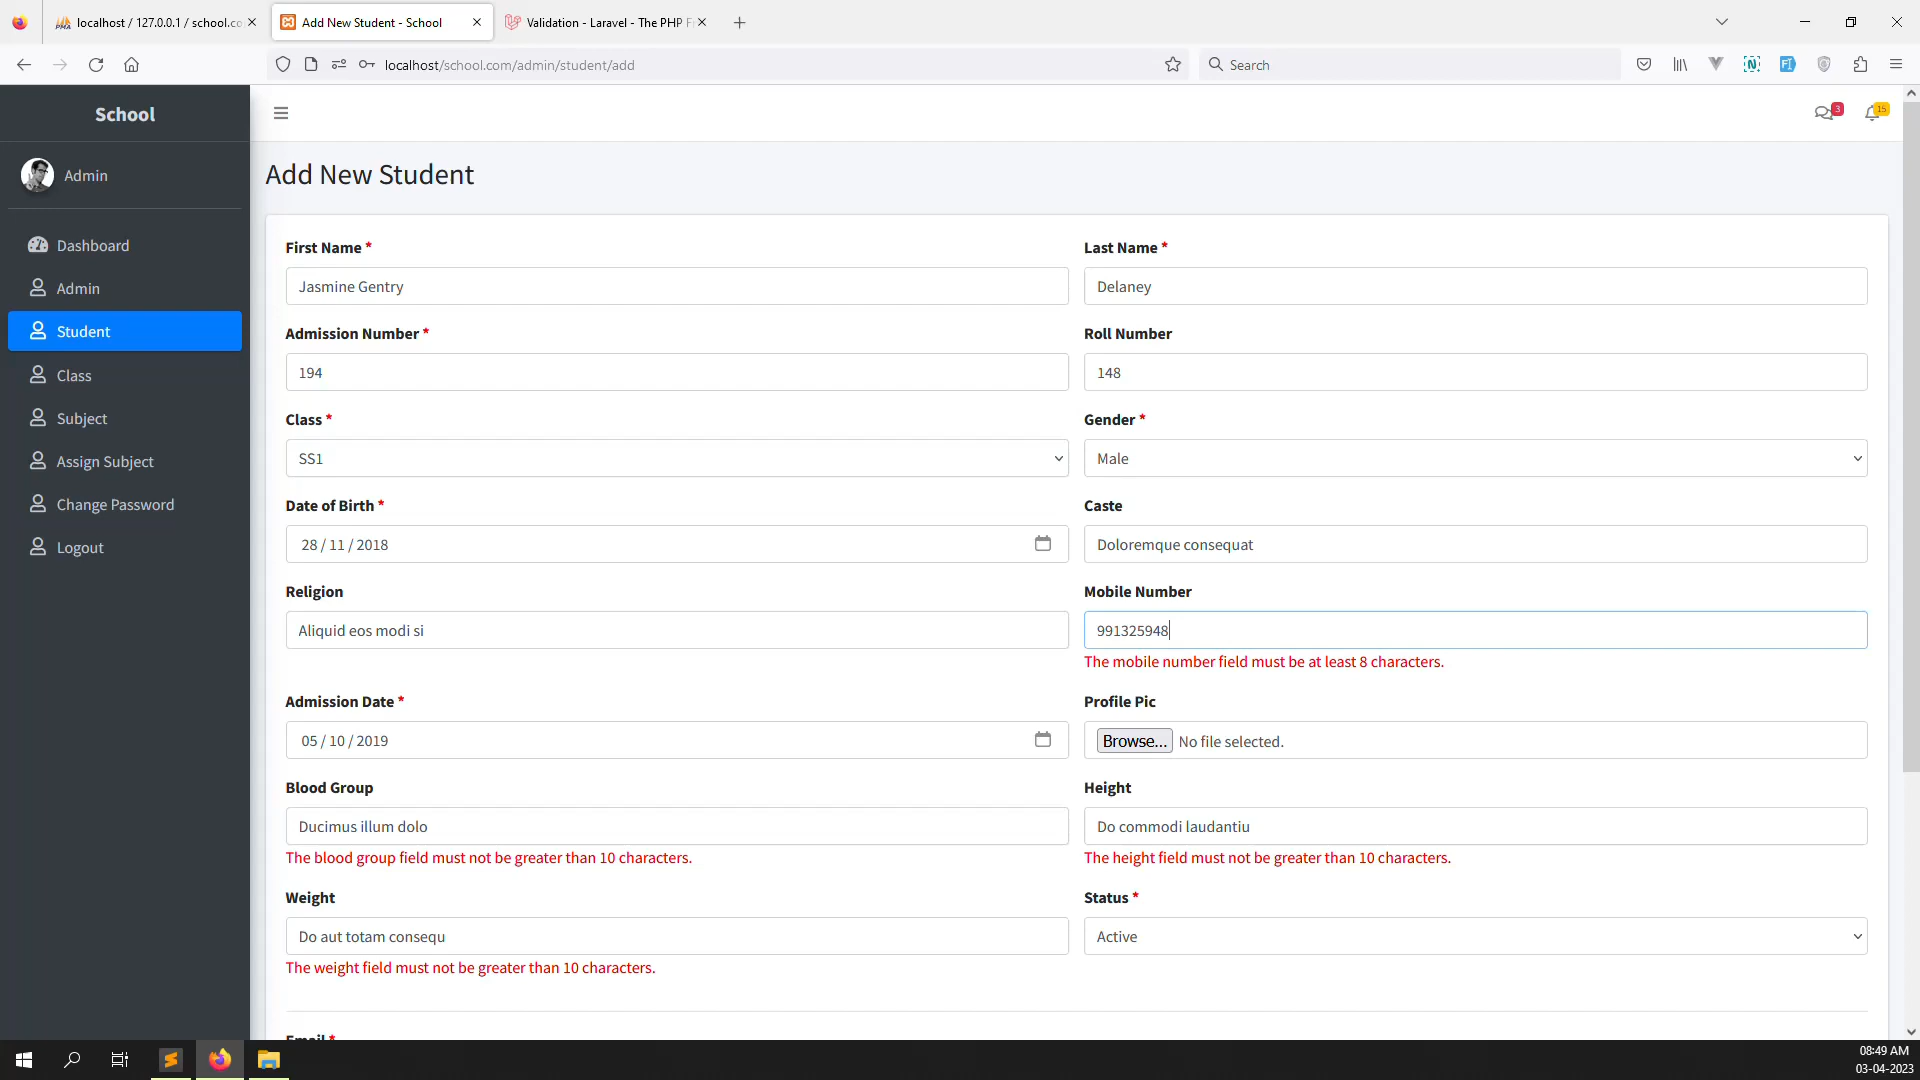 localhost / 127.0.0.1 / school.co
Add New Student - School
Validation - Laravel - The PHP F
localhost/school.com/admin/student/add
Search
School
3
15
Admin
Add New Student
Dashboard
Admin
Student
Class
Subject
Assign Subject
Change Password
Logout
First Name *
Last Name *
Jasmine Gentry
Delaney
Admission Number *
Roll Number
194
148
Class *
Gender *
SS1
Male
Date of Birth *
Caste
28 / 11 / 2018
Doloremque consequat
Religion
Mobile Number
Aliquid eos modi si
991325948
The mobile number field must be at least 8 characters.
Admission Date *
Profile Pic
05 / 10 / 2019
Browse... No file selected.
Blood Group
Height
Ducimus illum dolo
Do commodi laudantiu
The blood group field must not be greater than 10 characters.
The height field must not be greater than 10 characters.
Weight
Status *
Do aut totam consequ
Active
The weight field must not be greater than 10 characters.
Email *
08:49 AM
03-04-2023